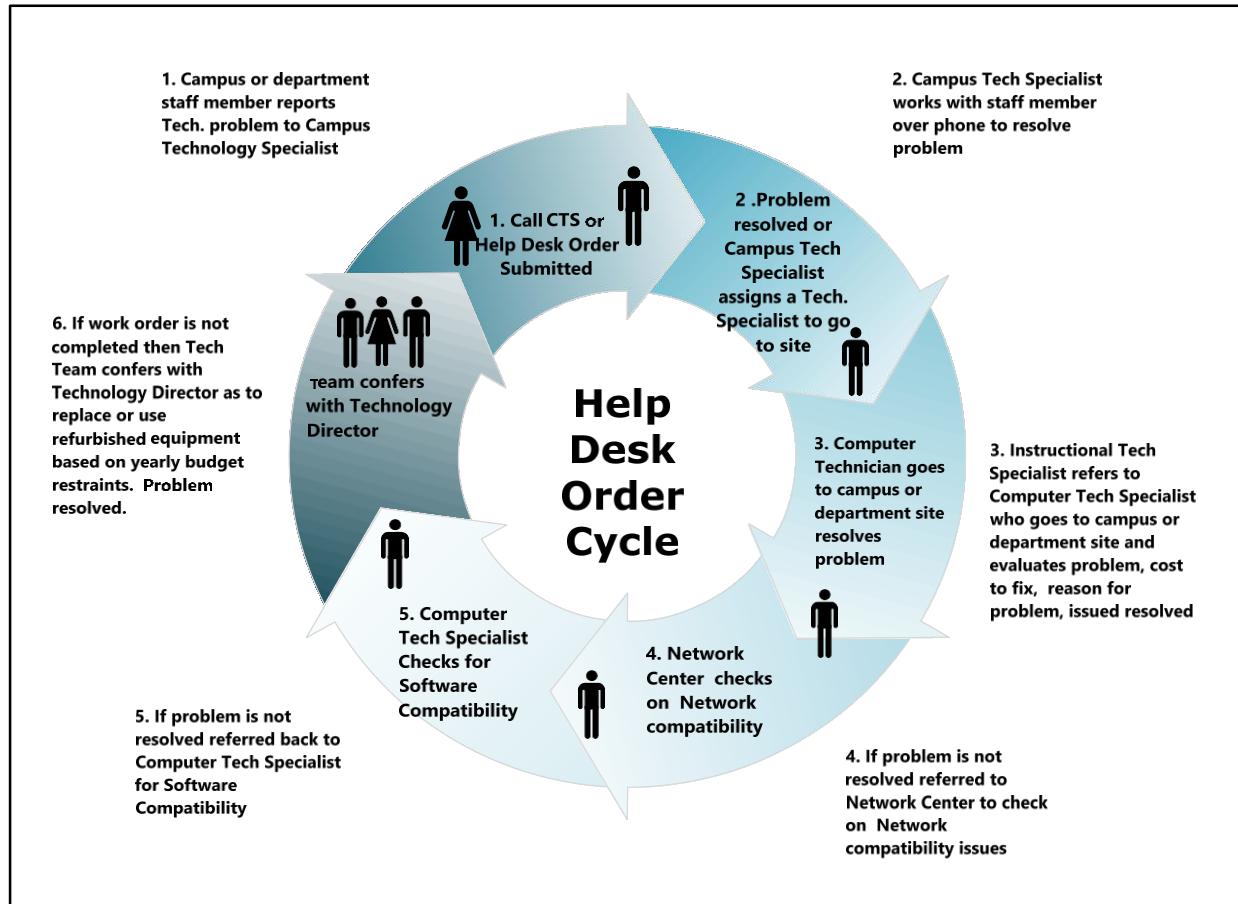 1. Campus or department
staff member reports
Tech. problem to Campus
Technology Specialist
2. Campus Tech Specialist
works with staff member
over phone to resolve
problem
1. Call CTS or
Help Desk Order
Submitted
2 .Problem
resolved or
Campus Tech
Specialist
assigns a Tech.
Specialist to go
to site
6. If work order is not
completed then Tech
Team confers with
Technology Director as to
replace or use
refurbished equipment
based on yearly budget
restraints. Problem
resolved.
Team confers
with Technology
Director
Help
Desk
Order
Cycle
3. Computer
Technician goes
to campus or
department site
resolves
problem
3. Instructional Tech
Specialist refers to
Computer Tech Specialist
who goes to campus or
department site and
evaluates problem, cost
to fix, reason for
problem, issued resolved
5. Computer
Tech Specialist
Checks for
Software
Compatibility
4. Network
Center checks
on Network
compatibility
5. If problem is not
resolved referred back to
Computer Tech Specialist
for Software
Compatibility
4. If problem is not
resolved referred to
Network Center to check
on Network
compatibility issues